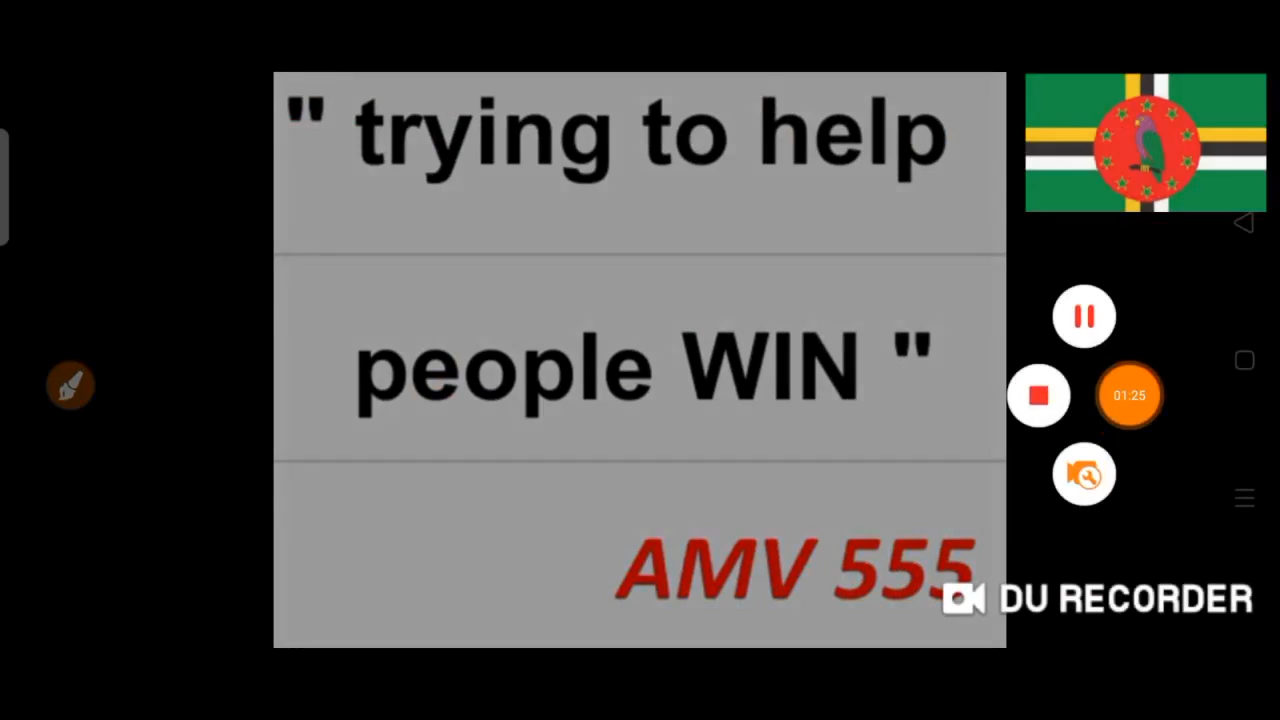 " trying to help
people WIN "
01:25
AMV 555
DU RECORDER